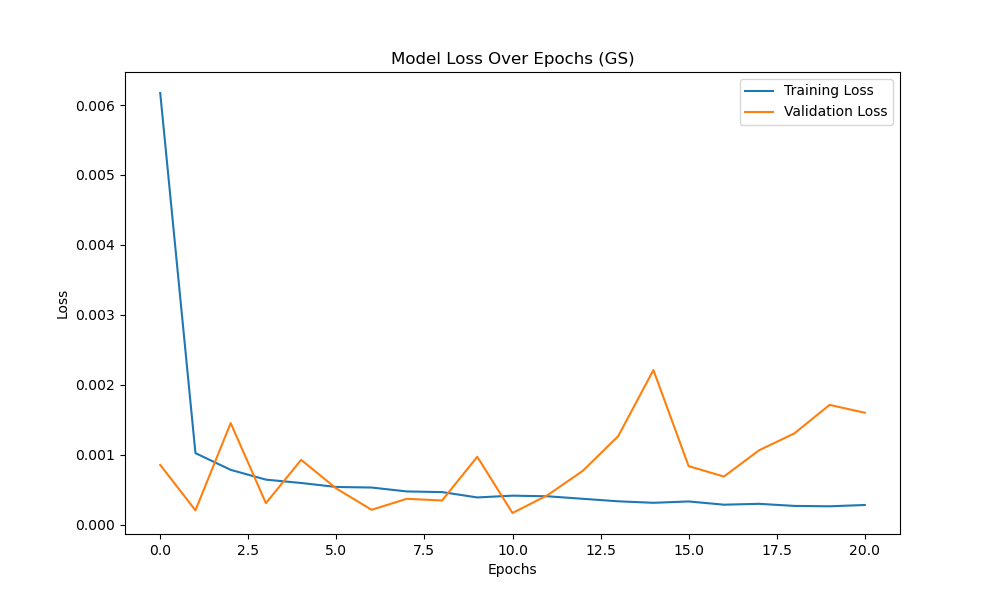 Model Loss Over Epochs (GS)
Training Loss
Validation Loss
0.006
0.005
0.004
0.003
0.002
0.001
0.000
Loss
0.0 2.5 5.0 7.5 10.0 12.5 15.0 17.5 20.0
Epochs